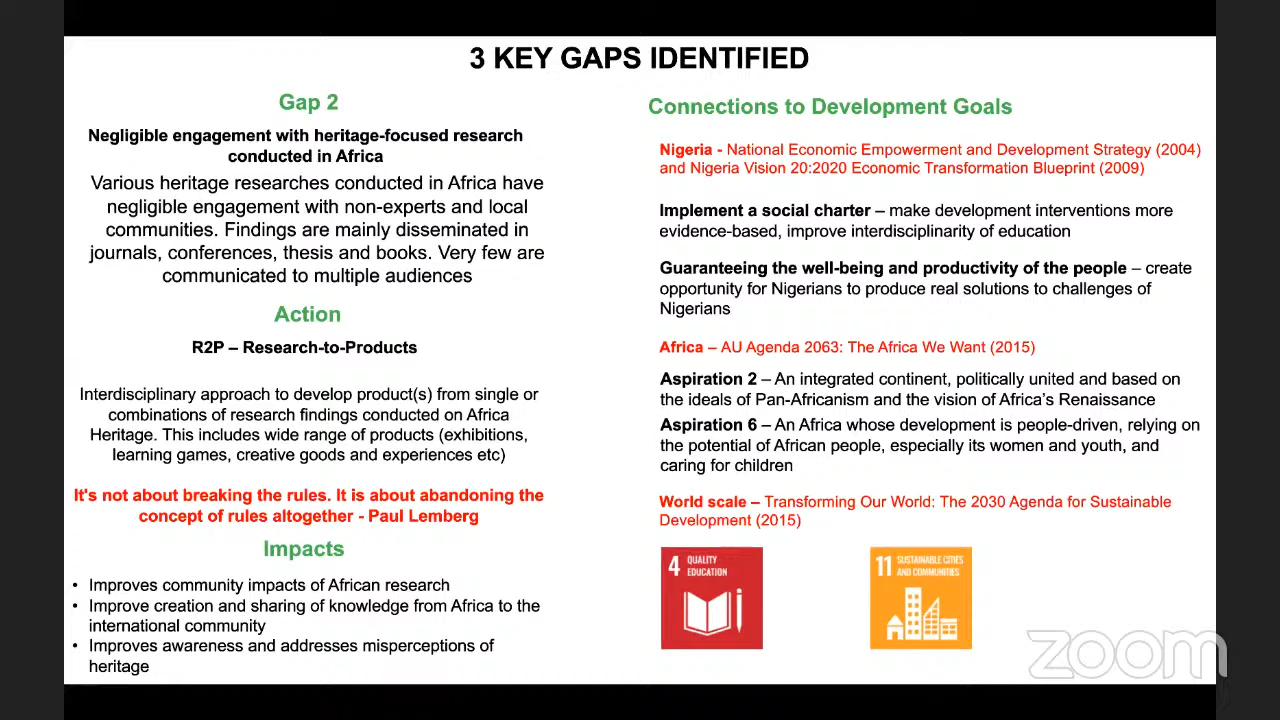 3 KEY GAPS IDENTIFIED
Gap 2
Negligible engagement with heritage-focused research
conducted in Africa
Various heritage researches conducted in Africa have
negligible engagement with non-experts and local
communities. Findings are mainly disseminated in
journals, conferences, thesis and books. Very few are
communicated to multiple audiences
Action
R2P – Research-to-Products
Interdisciplinary approach to develop product(s) from single or
combinations of research findings conducted on Africa
Heritage. This includes wide range of products (exhibitions,
learning games, creative goods and experiences etc)
It's not about breaking the rules. It is about abandoning the
concept of rules altogether - Paul Lemberg
Impacts
• Improves community impacts of African research
• Improve creation and sharing of knowledge from Africa to the
international community
• Improves awareness and addresses misperceptions of
heritage
Connections to Development Goals
Nigeria - National Economic Empowerment and Development Strategy (2004)
and Nigeria Vision 20:2020 Economic Transformation Blueprint (2009)
Implement a social charter – make development interventions more
evidence-based, improve interdisciplinarity of education
Guaranteeing the well-being and productivity of the people – create
opportunity for Nigerians to produce real solutions to challenges of
Nigerians
Africa – AU Agenda 2063: The Africa We Want (2015)
Aspiration 2 – An integrated continent, politically united and based on
the ideals of Pan-Africanism and the vision of Africa's Renaissance
Aspiration 6 – An Africa whose development is people-driven, relying on
the potential of African people, especially its women and youth, and
caring for children
World scale – Transforming Our World: The 2030 Agenda for Sustainable
Development (2015)
4 QUALITY
EDUCATION
11 SUSTAINABLE CITIES
AND COMMUNITIES
zoom